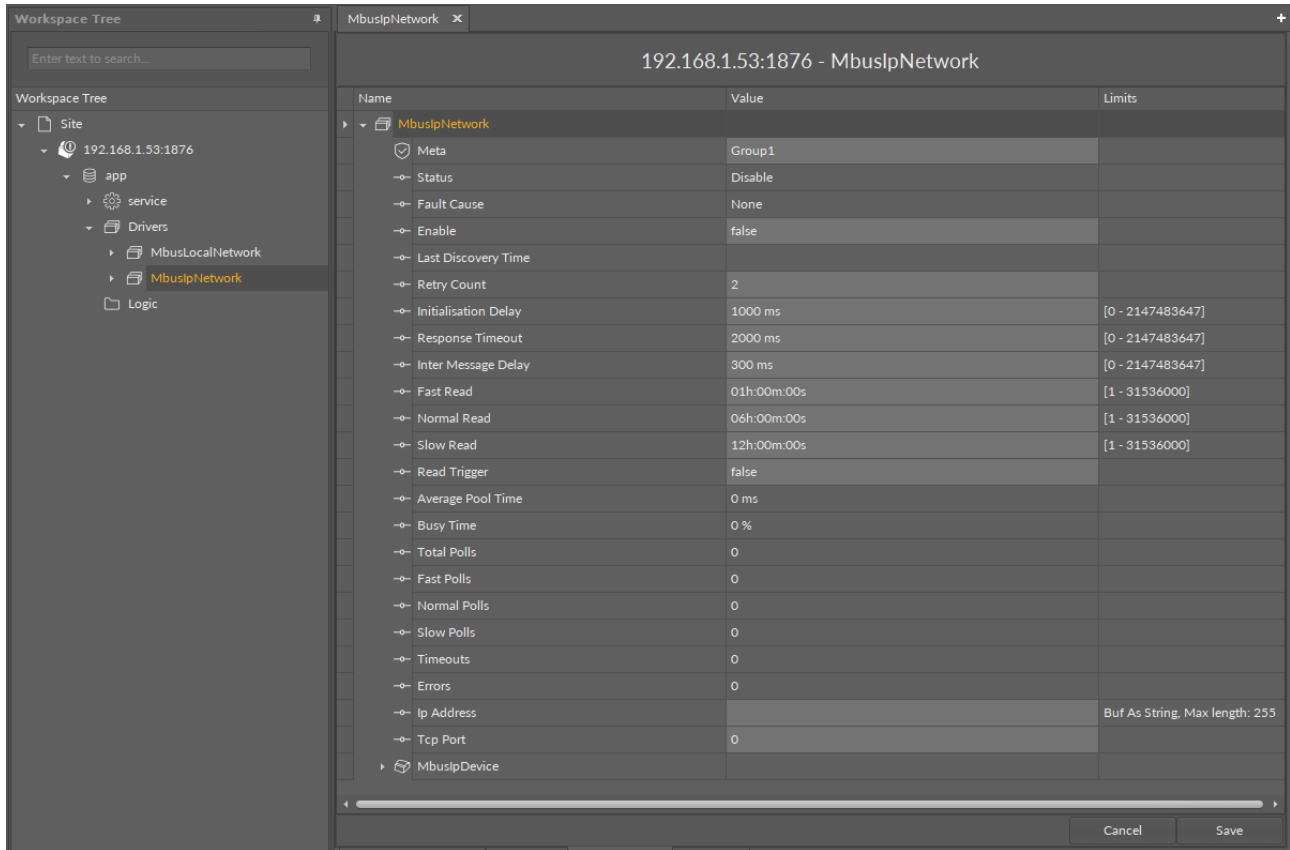 Workspace Tree
Enter text to search...
Workspace Tree
Site
192.168.1.53:1876
app
service
Drivers
MbusLocalNetwork
MbusIpNetwork
Logic
MbusIpNetwork
192.168.1.53:1876 - MbusIpNetwork
Name Value Limits
MbusIpNetwork
Meta Group1
Status Disable
Fault Cause None
Enable false
Last Discovery Time
Retry Count 2
Initialisation Delay 1000 ms [0 - 2147483647]
Response Timeout 2000 ms [0 - 2147483647]
Inter Message Delay 300 ms [0 - 2147483647]
Fast Read 01h:00m:00s [1 - 31536000]
Normal Read 06h:00m:00s [1 - 31536000]
Slow Read 12h:00m:00s [1 - 31536000]
Read Trigger false
Average Pool Time 0 ms
Busy Time 0 %
Total Polls 0
Fast Polls 0
Normal Polls 0
Slow Polls 0
Timeouts 0
Errors 0
Ip Address Buf As String, Max length: 255
Tcp Port 0
MbusIpDevice
Cancel Save